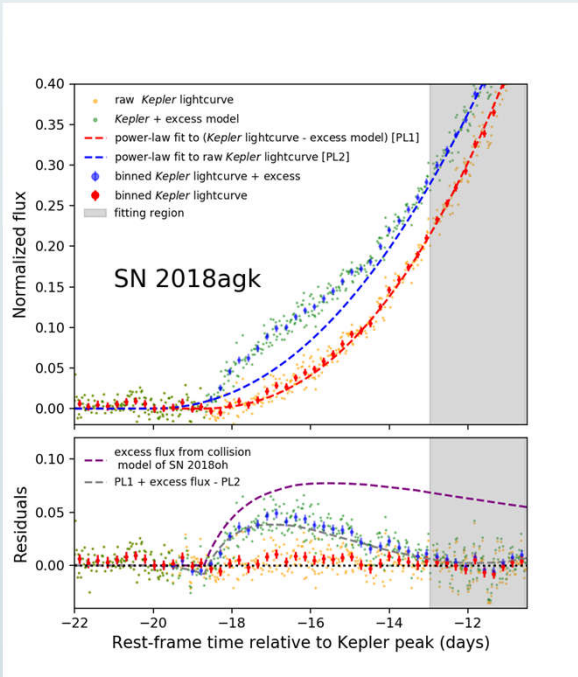 0.40
0.35
0.30
0.25
0.20
0.15
0.10
0.05
0.00
Normalized flux
raw Kepler lightcurve
Kepler + excess model
power-law fit to (Kepler lightcurve - excess model) [PL1]
power-law fit to raw Kepler lightcurve [PL2]
binned Kepler lightcurve + excess
binned Kepler lightcurve
fitting region
SN 2018agk
0.10
0.05
0.00
Residuals
excess flux from collision
model of SN 2018oh
PL1 + excess flux - PL2
−22 −20 −18 −16 −14 −12
Rest-frame time relative to Kepler peak (days)